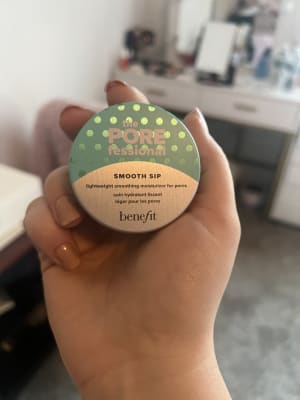 the
PORE
fessional
SMOOTH SIP
lightweight smoothing moisturizer for pores
soin hydratant lissant
léger pour les pores
benefit